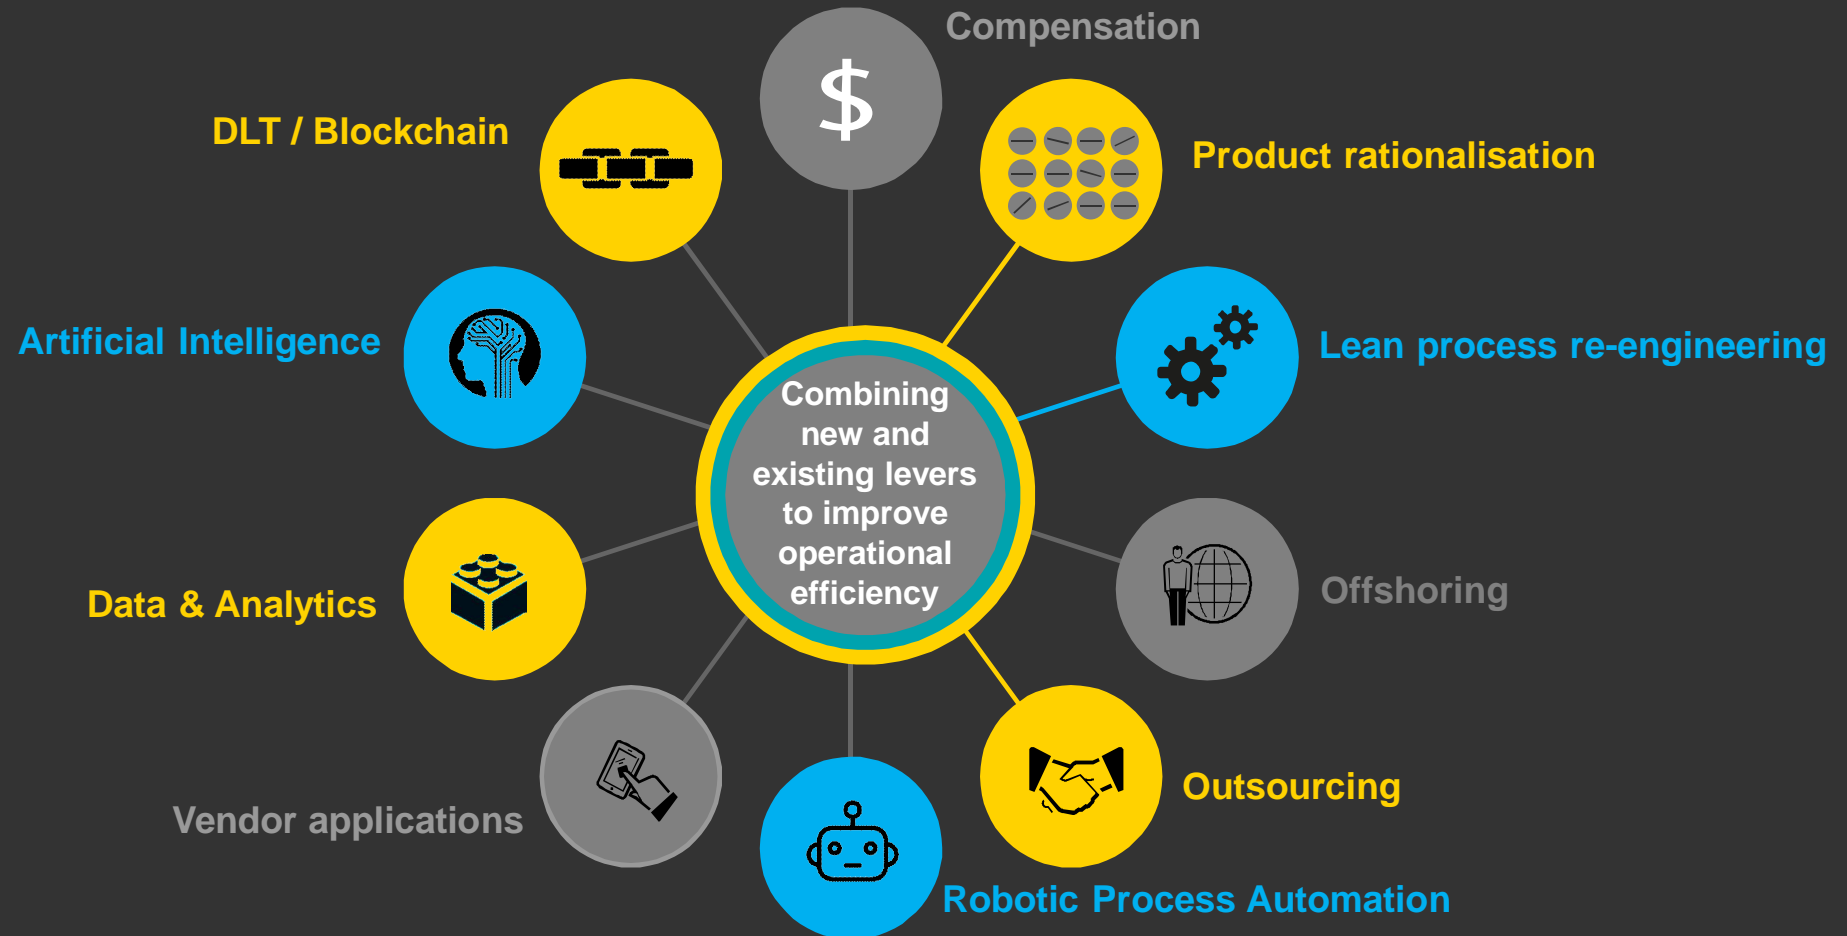 Compensation
DLT / Blockchain
Product rationalisation
Artificial Intelligence
Lean process re-engineering
Combining
new and
existing levers
to improve
operational
efficiency
Data & Analytics
Offshoring
Vendor applications
Outsourcing
Robotic Process Automation
$